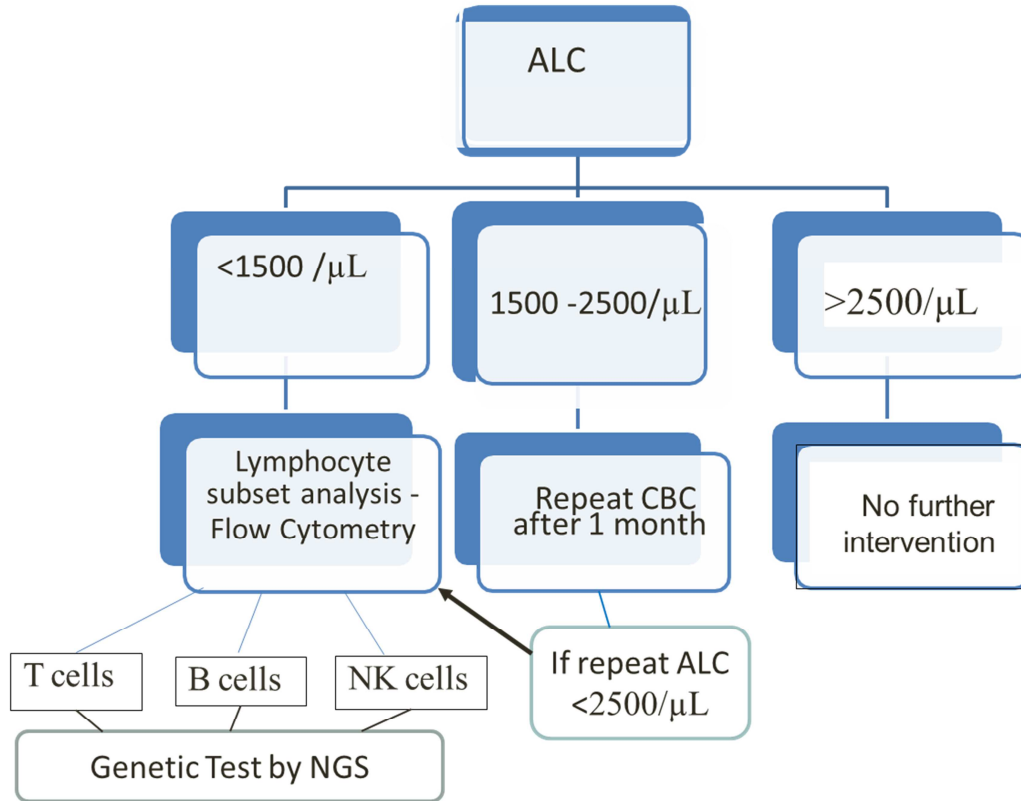 ALC
<1500 /µL
1500 -2500/µL
>2500/µL
Lymphocyte
subset analysis -
Flow Cytometry
Repeat CBC
after 1 month
No further
intervention
T cells
B cells
NK cells
If repeat ALC
<2500/µL
Genetic Test by NGS